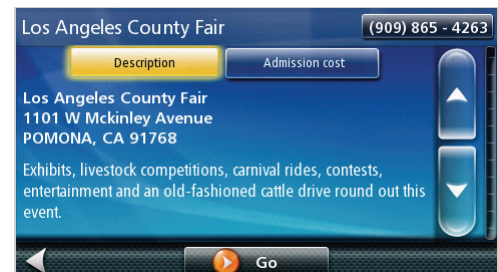 Los Angeles County Fair
(909) 865 - 4263
Description
Admission cost
Los Angeles County Fair
1101 W Mckinley Avenue
POMONA, CA 91768
Exhibits, livestock competitions, carnival rides, contests,
entertainment and an old-fashioned cattle drive round out this
event.
Go